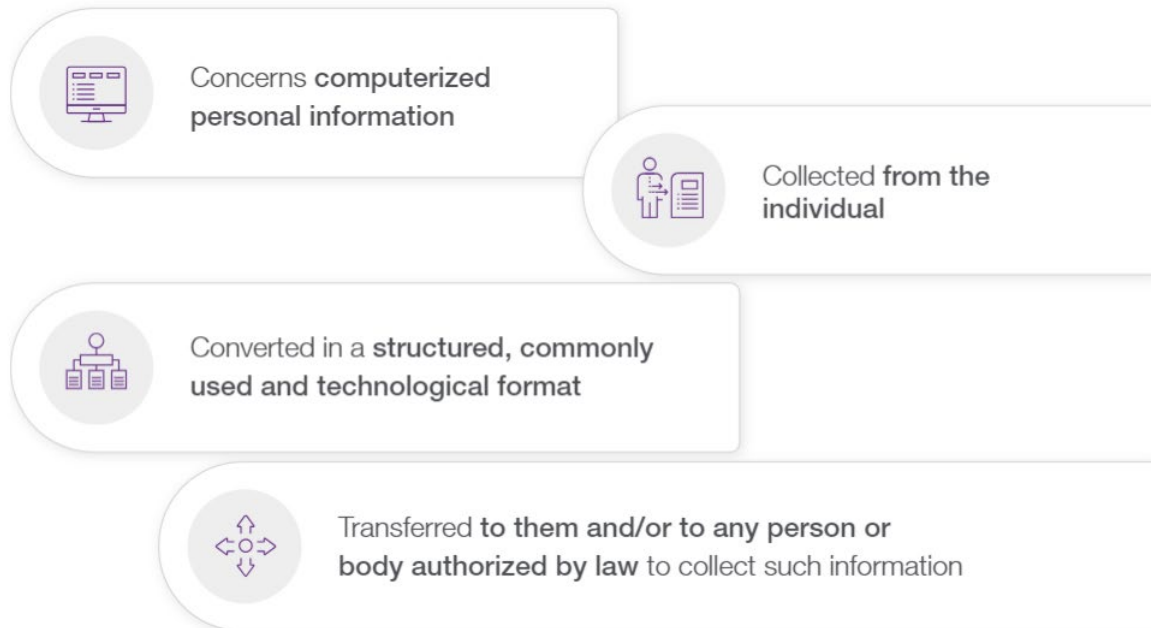 Concerns computerized
personal information
Collected from the
individual
Converted in a structured, commonly
used and technological format
Transferred to them and/or to any person or
body authorized by law to collect such information